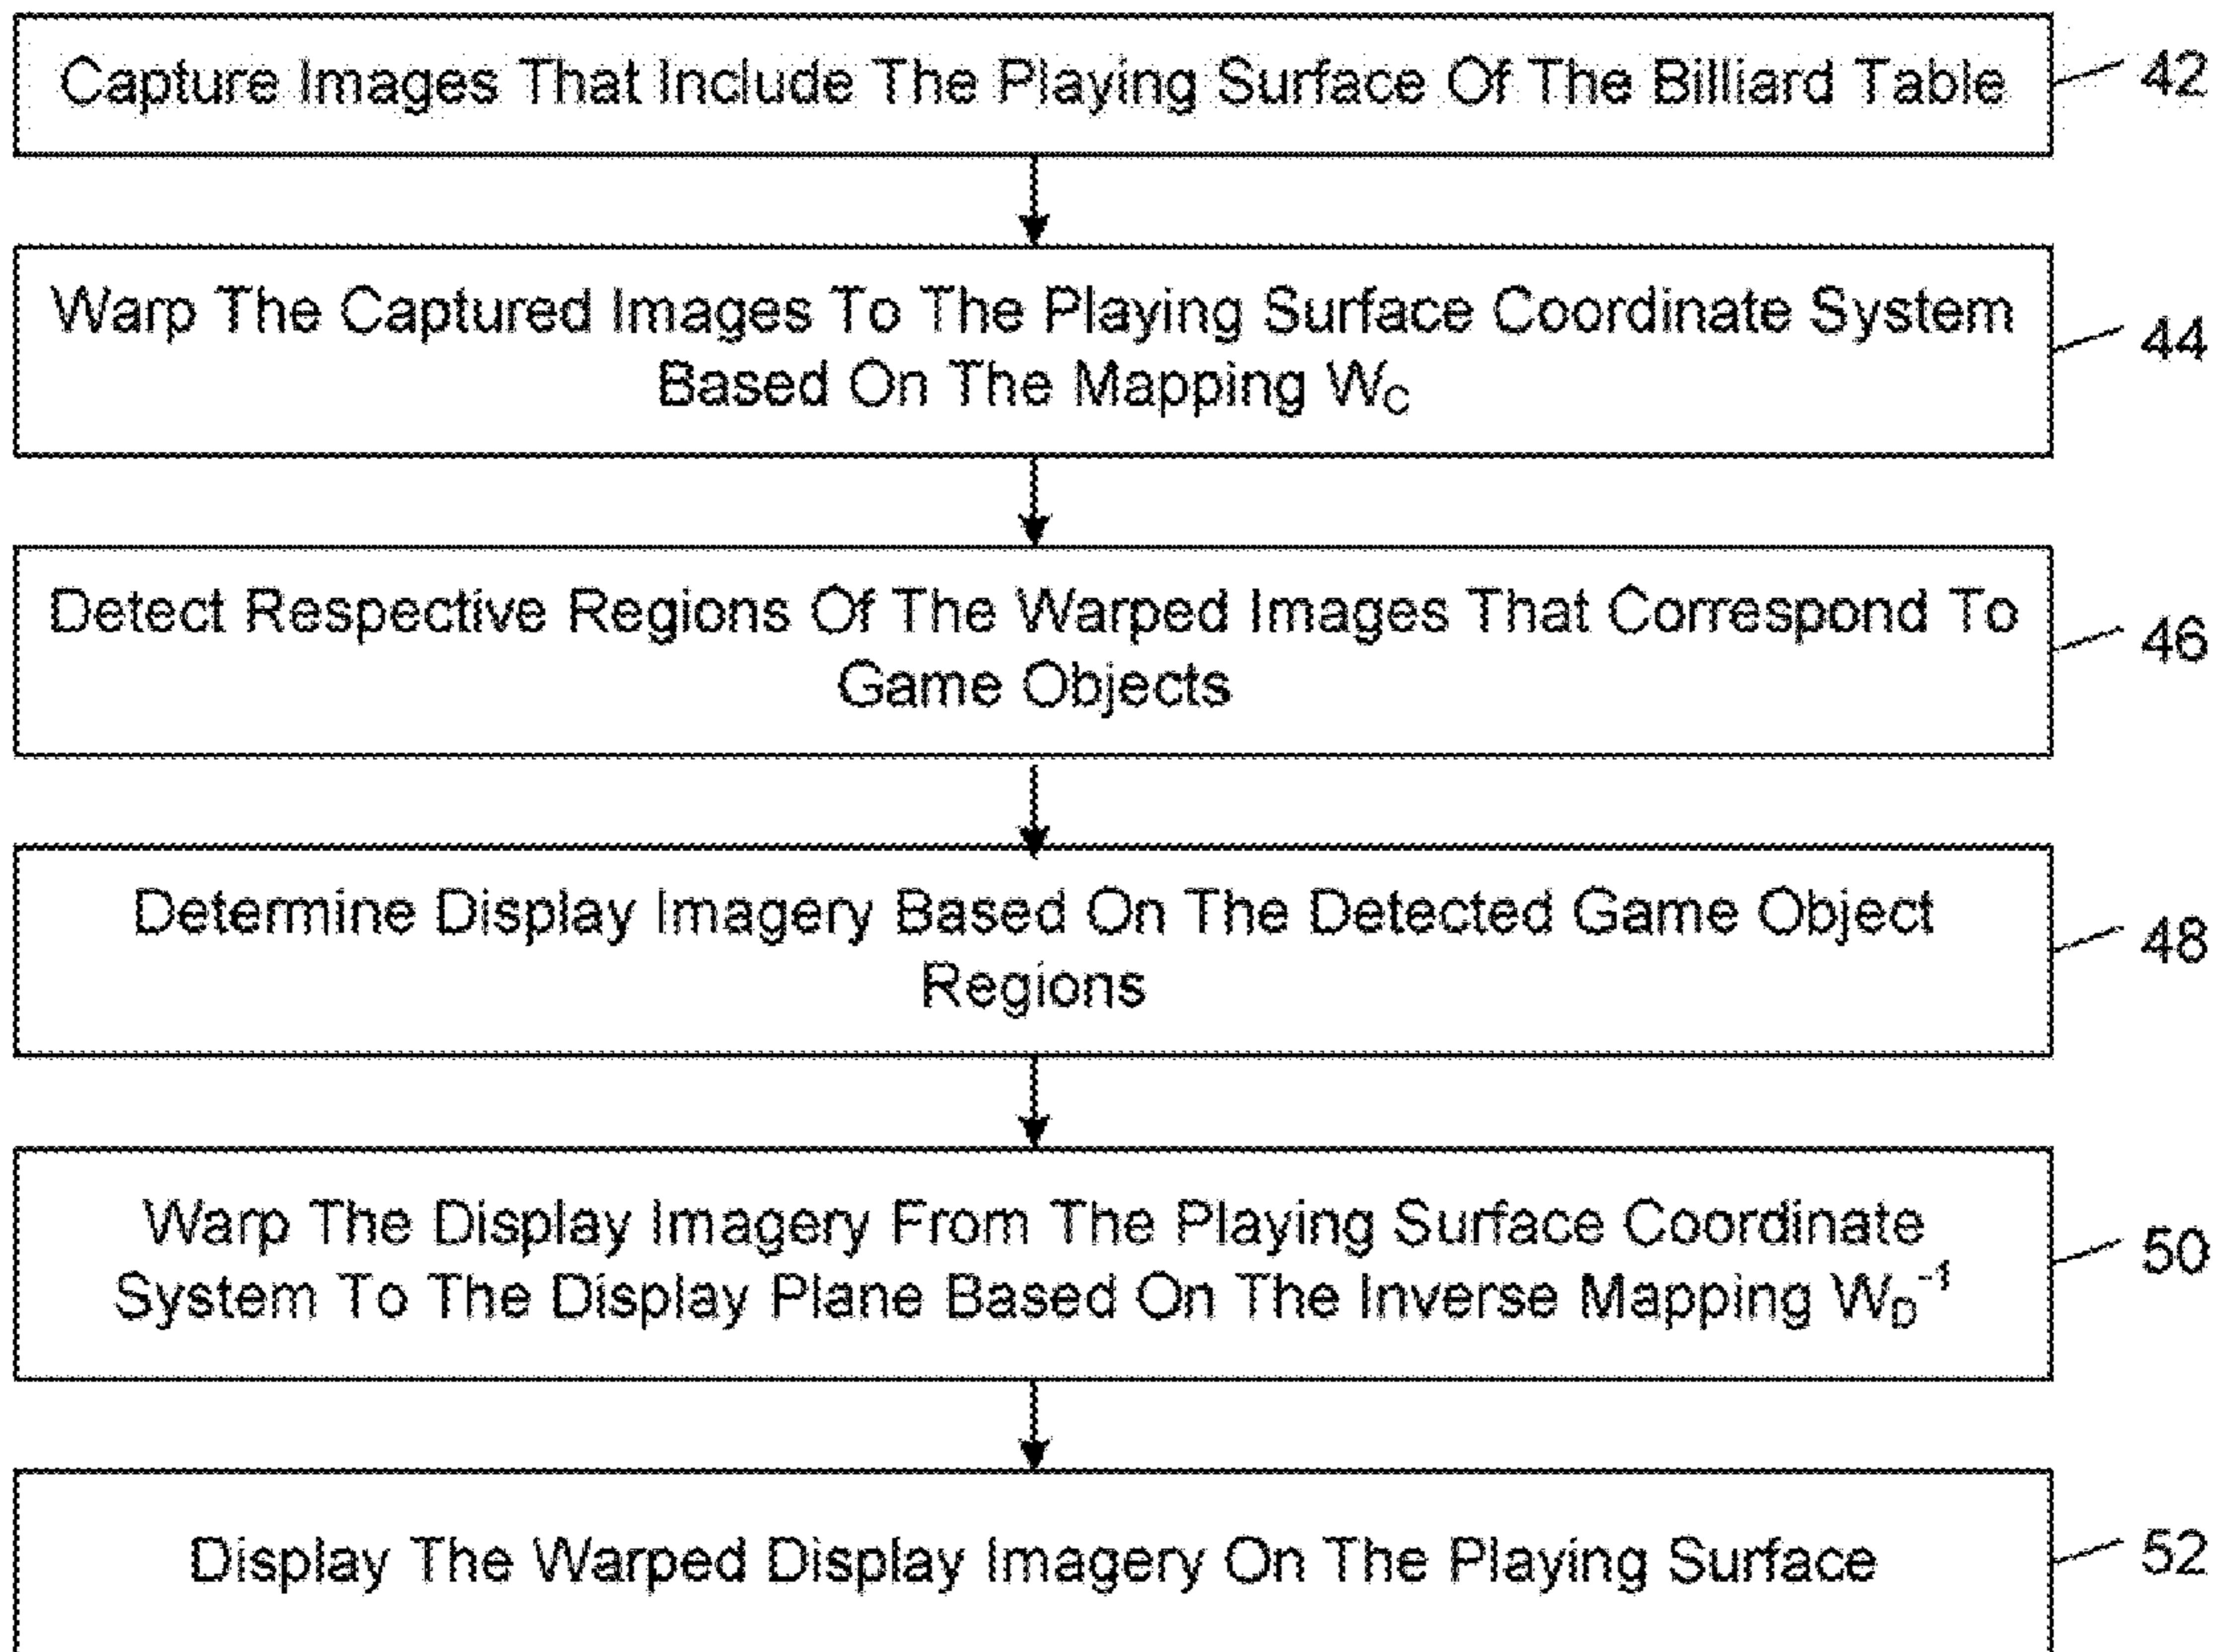 Capture Images That Include The Playing Surface Of The Billiard Table
42
Warp The Captured Images To The Playing Surface Coordinate System
Based On The Mapping W_C
44
Detect Respective Regions Of The Warped Images That Correspond To
Game Objects
46
Determine Display Imagery Based On The Detected Game Object
Regions
48
Warp The Display Imagery From The Playing Surface Coordinate
System To The Display Plane Based On The Inverse Mapping W_D^-1
50
Display The Warped Display Imagery On The Playing Surface
52